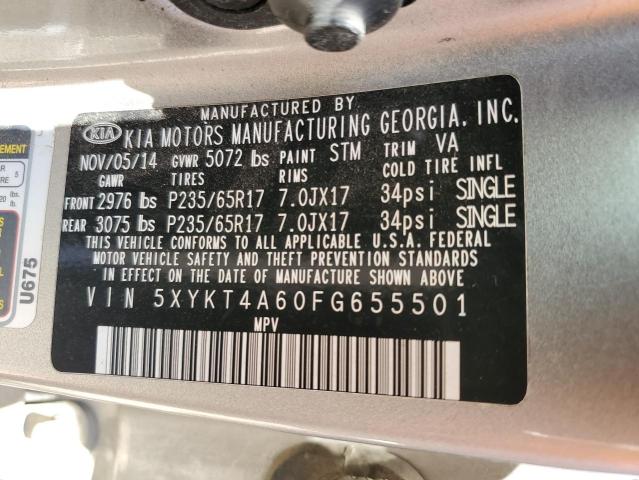 MANUFACTURED BY
KIA KIA MOTORS MANUFACTURING GEORGIA, INC.
NOV/05/14 GVWR 5072 lbs PAINT STM TRIM VA
GAWR TIRES RIMS COLD TIRE INFL
FRONT 2976 lbs P235/65R17 7.0JX17 34psi SINGLE
REAR 3075 lbs P235/65R17 7.0JX17 34psi SINGLE
THIS VEHICLE CONFORMS TO ALL APPLICABLE U.S.A. FEDERAL
MOTOR VEHICLE SAFETY AND THEFT PREVENTION STANDARDS
IN EFFECT ON THE DATE OF MANUFACTURE SHOWN ABOVE.
VIN 5XYKT4A60FG655501
MPV
U675